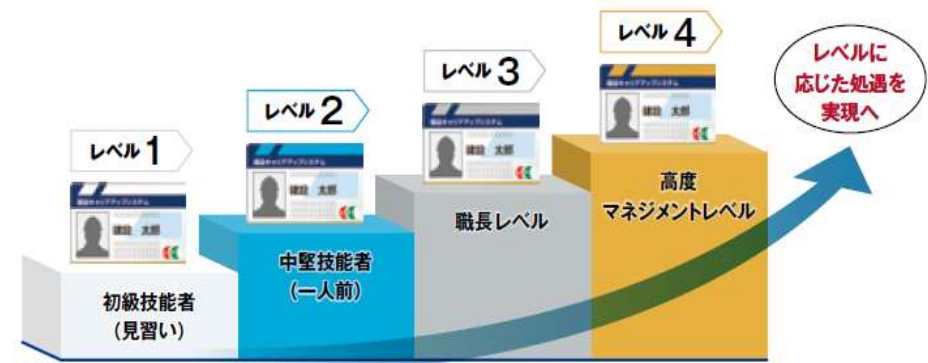 レベル 1
レベル 2
レベル 3
レベル 4
レベルに
応じた処遇を
実現へ
建設キャリアアップシステム
建設 太郎
建設キャリアアップシステム
建設 太郎
建設キャリアアップシステム
建設 太郎
建設キャリアアップシステム
建設 太郎
初級技能者
(見習い)
中堅技能者
(一人前)
職長レベル
高度
マネジメントレベル